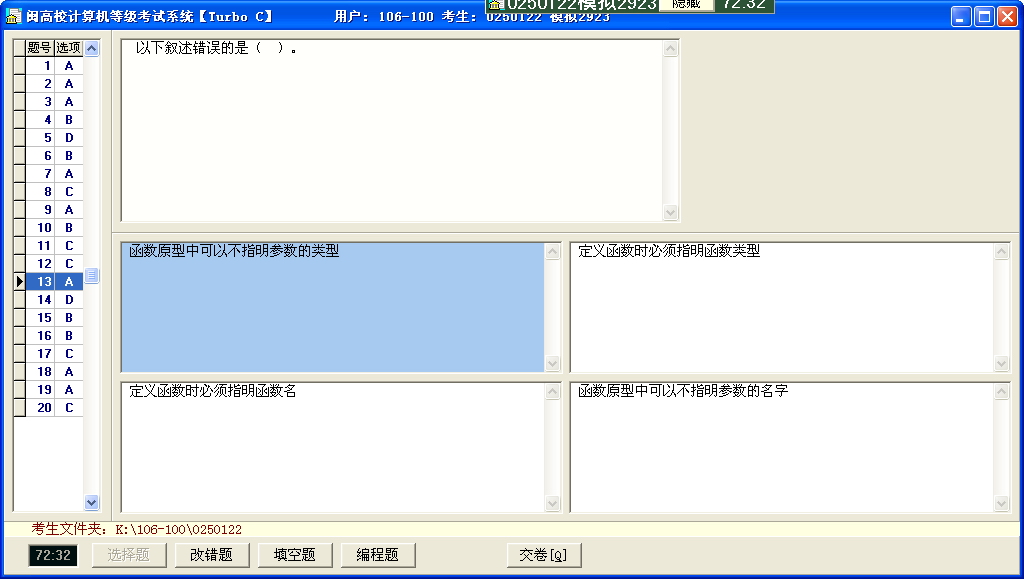 闽高校计算机等级考试系统【Turbo C】 用户: 106-100 考生: 0250122 模拟2923
0250122模拟2923 隐藏 72:32
题号 选项
1 A
2 A
3 A
4 B
5 D
6 B
7 A
8 C
9 A
10 B
11 C
12 C
13 A
14 D
15 B
16 B
17 C
18 A
19 A
20 C
以下叙述错误的是（ ）。
函数原型中可以不指明参数的类型
定义函数时必须指明函数类型
定义函数时必须指明函数名
函数原型中可以不指明参数的名字
考生文件夹: K:\106-100\0250122
72:32 选择题 改错题 填空题 编程题 交卷[Q]